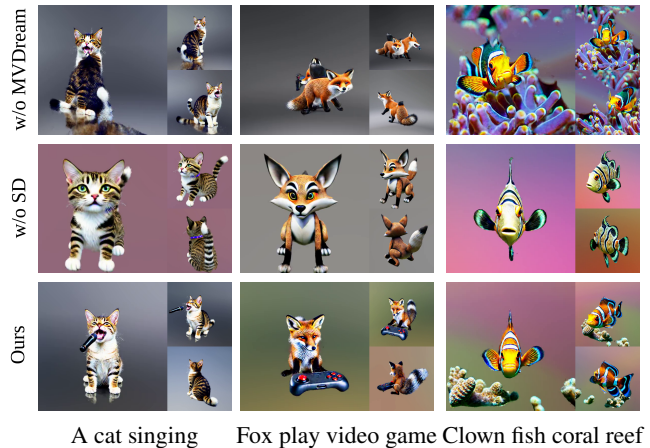 w/o MVDream
w/o SD
Ours
A cat singing
Fox play video game
Clown fish coral reef